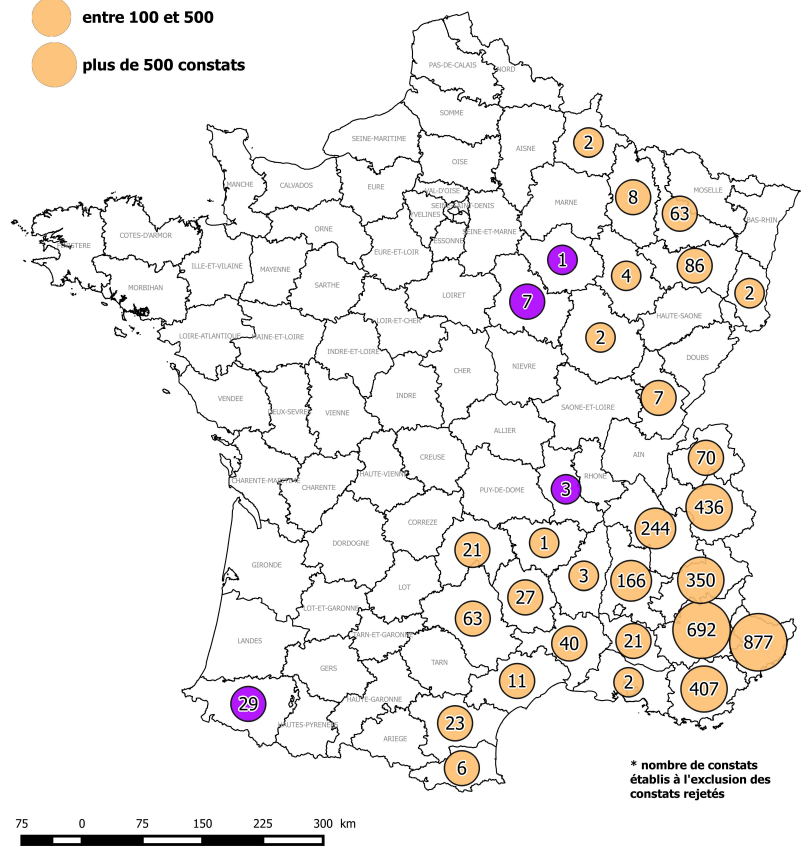 entre 100 et 500
plus de 500 constats
PAS-DE-CALAIS
NORD
SOMME
SEINE-MARITIME
AISNE
2
OISE
MANCHE
CALVADOS
EURE
VAL-D'OISE
MARNE
8
MOSELLE
63
BAS-RHIN
YVELINES
SEINE-ET-MARNE
ESSONNE
ORNE
EURE-ET-LOIR
COTES-D'ARMOR
ILLE-ET-VILAINE
MAYENNE
SARTHE
MORBIHAN
1
4
86
2
LOIRET
7
HAUTE-SAONE
LOIR-ET-CHER
LOIRE-ATLANTIQUE
MAINE-ET-LOIRE
INDRE-ET-LOIRE
2
DOUBS
CHER
NIEVRE
VENDEE
DEUX-SEVRES
VIENNE
INDRE
SAONE-ET-LOIRE
7
ALLIER
CREUSE
AIN
70
CHARENTE-MARITIME
CHARENTE
HAUTE-VIENNE
PUY-DE-DOME
3
RHONE
436
CORREZE
244
DORDOGNE
21
1
GIRONDE
LOT
3
166
350
27
LOT-ET-GARONNE
63
692
877
TARN-ET-GARONNE
LANDES
40
21
GERS
TARN
11
2
407
29
HAUTE-GARONNE
HAUTES-PYRENEES
23
ARIEGE
6
* nombre de constats
établis à l'exclusion des
constats rejetés
75 0 75 150 225 300 km